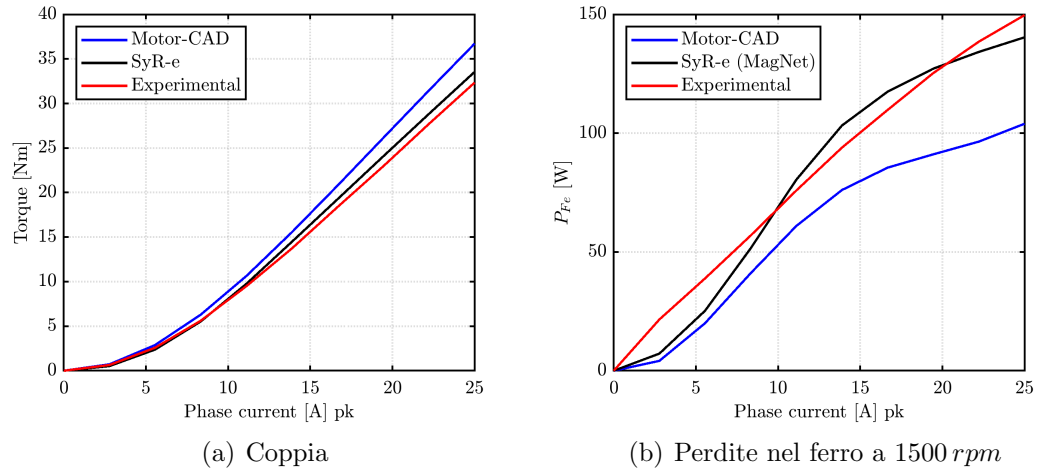 40
35
30
25
20
15
10
5
0
Torque [Nm]
Motor-CAD
SyR-e
Experimental
0 5 10 15 20 25
Phase current [A] pk
(a) Coppia
150
100
50
0
P_{Fe} [W]
Motor-CAD
SyR-e (MagNet)
Experimental
0 5 10 15 20 25
Phase current [A] pk
(b) Perdite nel ferro a 1500 rpm